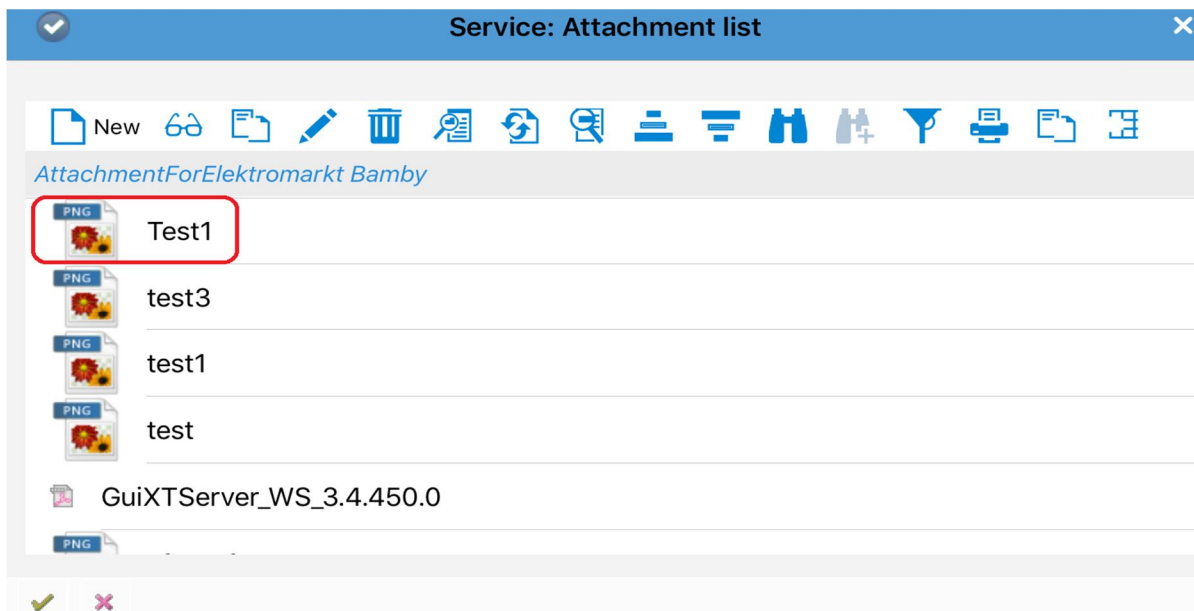 Service: Attachment list
New
AttachmentForElektromarkt Bamby
PNG
Test1
PNG
test3
PNG
test1
PNG
test
GuiXTServer_WS_3.4.450.0
PNG